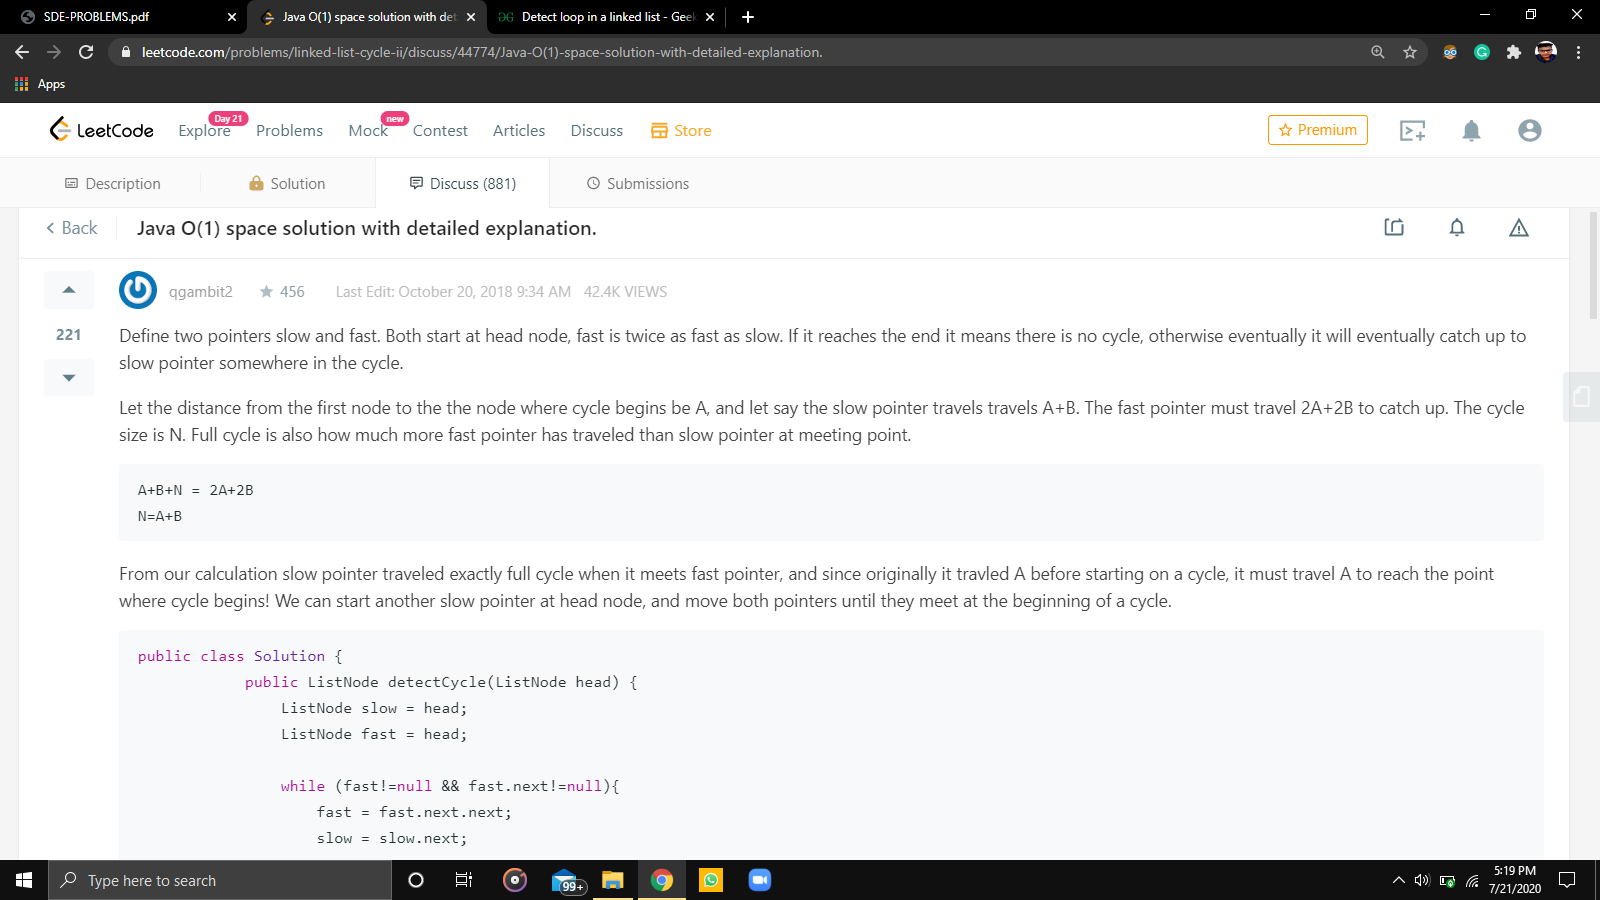 SDE-PROBLEMS.pdf
Java O(1) space solution with det
Detect loop in a linked list - Geek
leetcode.com/problems/linked-list-cycle-ii/discuss/44774/Java-O(1)-space-solution-with-detailed-explanation.
Apps
LeetCode
Explore
Day 21
Problems
Mock
new
Contest
Articles
Discuss
Store
Premium
Description
Solution
Discuss (881)
Submissions
Back
Java O(1) space solution with detailed explanation.
qgambit2
456
Last Edit: October 20, 2018 9:34 AM
42.4K VIEWS
221
Define two pointers slow and fast. Both start at head node, fast is twice as fast as slow. If it reaches the end it means there is no cycle, otherwise eventually it will eventually catch up to
slow pointer somewhere in the cycle.
Let the distance from the first node to the the node where cycle begins be A, and let say the slow pointer travels travels A+B. The fast pointer must travel 2A+2B to catch up. The cycle
size is N. Full cycle is also how much more fast pointer has traveled than slow pointer at meeting point.
A+B+N = 2A+2B
N=A+B
From our calculation slow pointer traveled exactly full cycle when it meets fast pointer, and since originally it travled A before starting on a cycle, it must travel A to reach the point
where cycle begins! We can start another slow pointer at head node, and move both pointers until they meet at the beginning of a cycle.
public class Solution {
public ListNode detectCycle(ListNode head) {
ListNode slow = head;
ListNode fast = head;
while (fast!=null && fast.next!=null){
fast = fast.next.next;
slow = slow.next;
Type here to search
99+
5:19 PM
7/21/2020